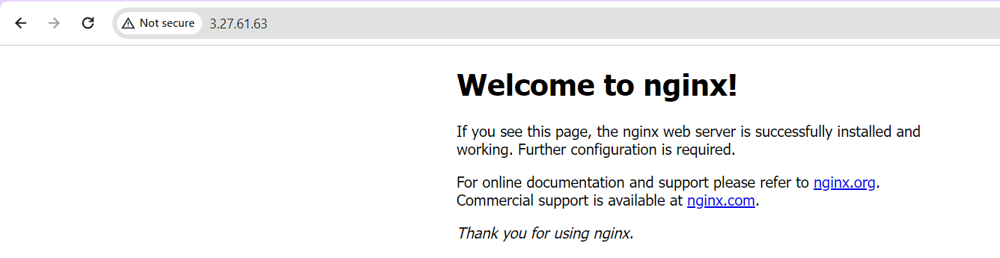 Not secure
3.27.61.63
Welcome to nginx!
If you see this page, the nginx web server is successfully installed and
working. Further configuration is required.
For online documentation and support please refer to nginx.org.
Commercial support is available at nginx.com.
Thank you for using nginx.